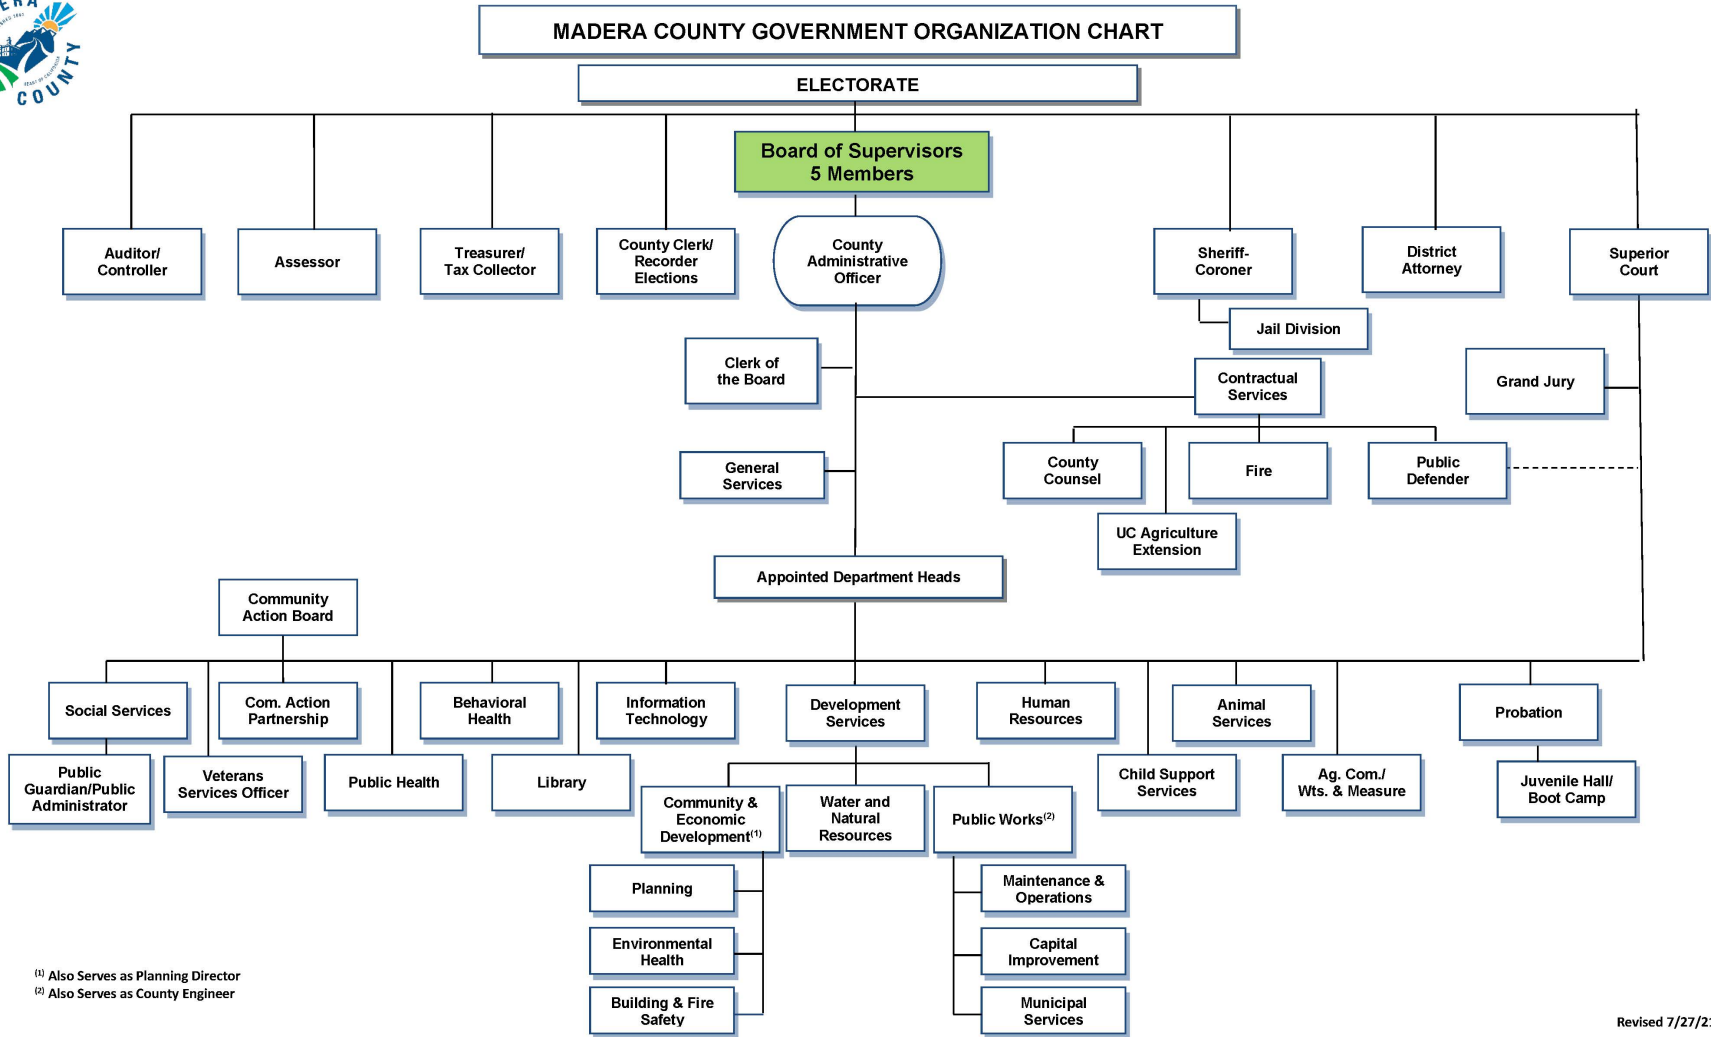 ERA
COUNTY
MADERA COUNTY GOVERNMENT ORGANIZATION CHART
ELECTORATE
Board of Supervisors
5 Members
Auditor/
Controller
Assessor
Treasurer/
Tax Collector
County Clerk/
Recorder
Elections
County
Administrative
Officer
Sheriff-
Coroner
District
Attorney
Superior
Court
Jail Division
Clerk of
the Board
Contractual
Services
Grand Jury
General
Services
County
Counsel
Fire
Public
Defender
UC Agriculture
Extension
Appointed Department Heads
Community
Action Board
Social Services
Com. Action
Partnership
Behavioral
Health
Information
Technology
Development
Services
Human
Resources
Animal
Services
Probation
Public
Guardian/Public
Administrator
Veterans
Services Officer
Public Health
Library
Child Support
Services
Ag. Com./
Wts. & Measure
Juvenile Hall/
Boot Camp
Community &
Economic
Development(1)
Water and
Natural
Resources
Public Works(2)
Planning
Maintenance &
Operations
Environmental
Health
Capital
Improvement
Building & Fire
Safety
Municipal
Services
(1) Also Serves as Planning Director
(2) Also Serves as County Engineer
Revised 7/27/21